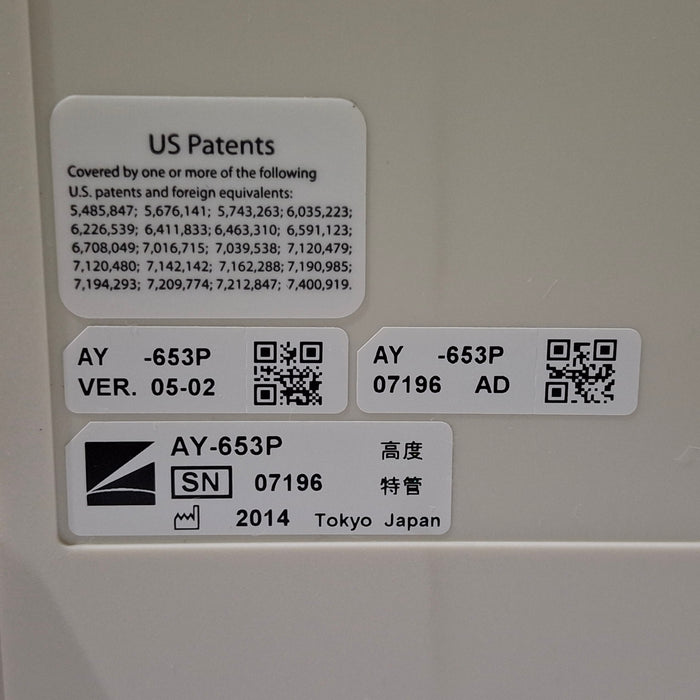 US Patents
Covered by one or more of the following
U.S. patents and foreign equivalents:
5,485,847; 5,676,141; 5,743,263; 6,035,223;
6,226,539; 6,411,833; 6,463,310; 6,591,123;
6,708,049; 7,016,715; 7,039,538; 7,120,479;
7,120,480; 7,142,142; 7,162,288; 7,190,985;
7,194,293; 7,209,774; 7,212,847; 7,400,919.
AY -653P
VER. 05-02
AY -653P
07196 AD
AY-653P 高度
SN 07196 特管
2014 Tokyo Japan